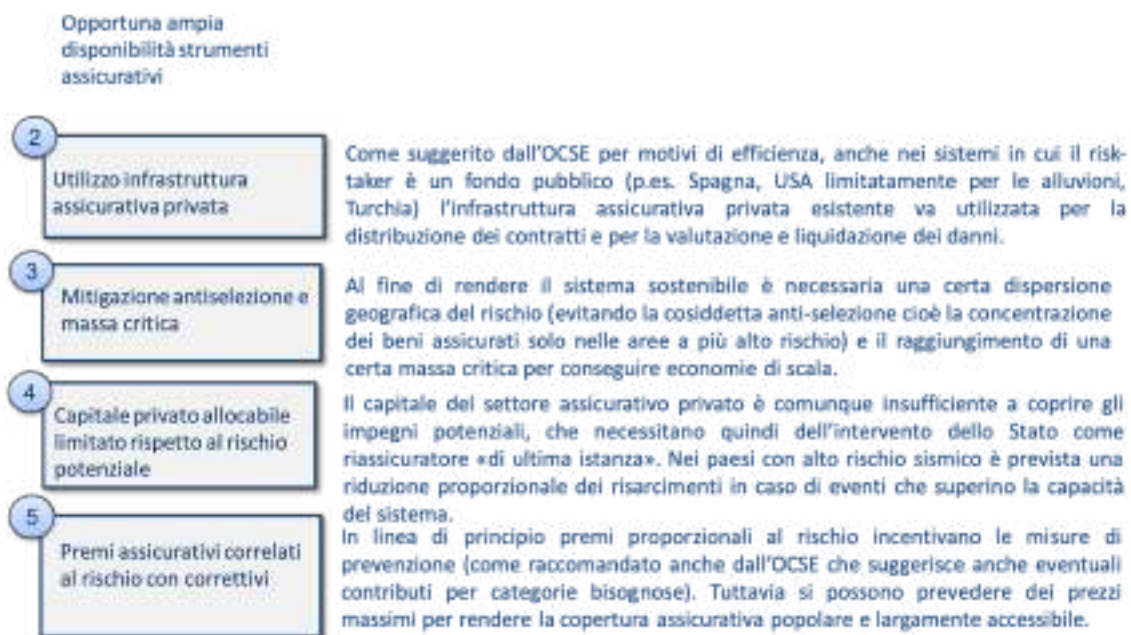 Opportuna ampia
disponibilità strumenti
assicurativi
2
Utilizzo infrastruttura
assicurativa privata
Come suggerito dall'OCSE per motivi di efficienza, anche nei sistemi in cui il risk-
taker è un fondo pubblico (p.es. Spagna, USA limitatamente per le alluvioni,
Turchia) l'infrastruttura assicurativa privata esistente va utilizzata per la
distribuzione dei contratti e per la valutazione e liquidazione dei danni.
3
Mitigazione antiselezione e
massa critica
Al fine di rendere il sistema sostenibile è necessaria una certa dispersione
geografica del rischio (evitando la cosiddetta anti-selezione cioè la concentrazione
dei beni assicurati solo nelle aree a più alto rischio) e il raggiungimento di una
certa massa critica per conseguire economie di scala.
4
Capitale privato allocabile
limitato rispetto al rischio
potenziale
Il capitale del settore assicurativo privato è comunque insufficiente a coprire gli
impegni potenziali, che necessitano quindi dell'intervento dello Stato come
riassicuratore «di ultima istanza». Nei paesi con alto rischio sismico è prevista una
riduzione proporzionale dei risarcimenti in caso di eventi che superino la capacità
del sistema.
5
Premi assicurativi correlati
al rischio con correttivi
In linea di principio premi proporzionali al rischio incentivano le misure di
prevenzione (come raccomandato anche dall'OCSE che suggerisce anche eventuali
contributi per categorie bisognose). Tuttavia si possono prevedere dei prezzi
massimi per rendere la copertura assicurativa popolare e largamente accessibile.